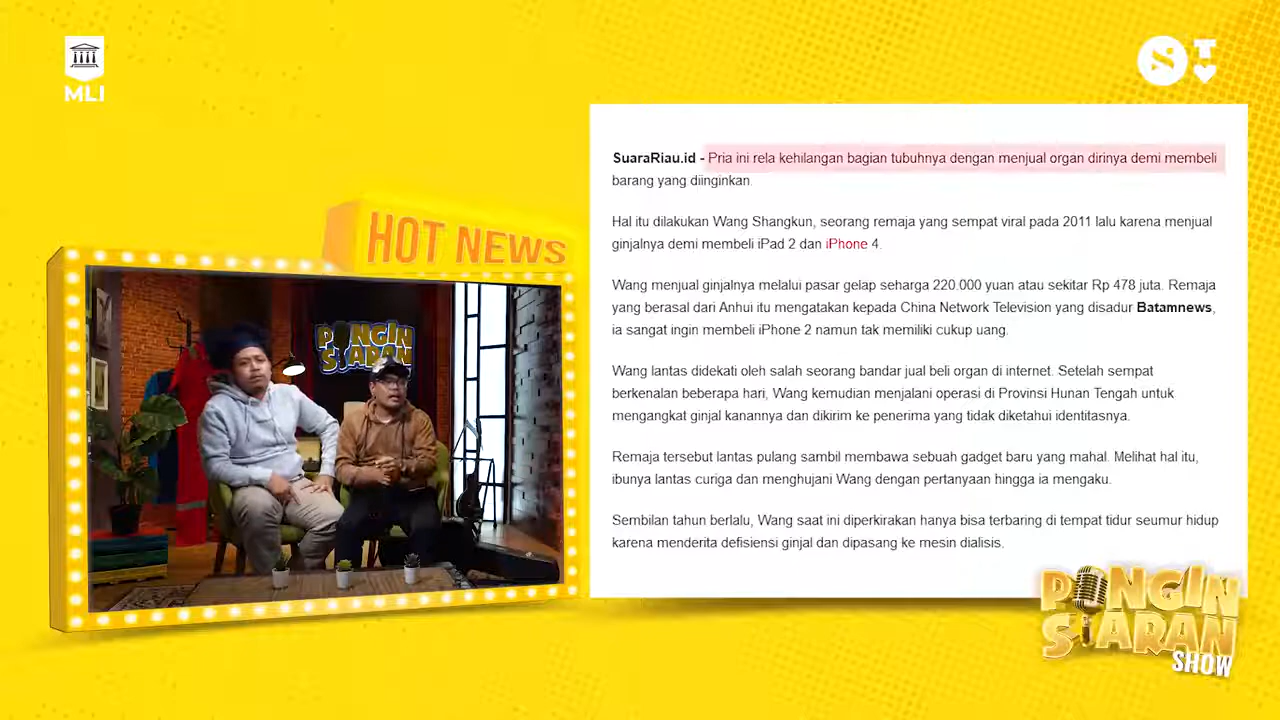 MLI
HOT NEWS
PONGIN
SIARAN
SuaraRiau.id - Pria ini rela kehilangan bagian tubuhnya dengan menjual organ dirinya demi membeli
barang yang diinginkan.
Hal itu dilakukan Wang Shangkun, seorang remaja yang sempat viral pada 2011 lalu karena menjual
ginjalnya demi membeli iPad 2 dan iPhone 4.
Wang menjual ginjalnya melalui pasar gelap seharga 220.000 yuan atau sekitar Rp 478 juta. Remaja
yang berasal dari Anhui itu mengatakan kepada China Network Television yang disadur Batamnews,
ia sangat ingin membeli iPhone 2 namun tak memiliki cukup uang.
Wang lantas didekati oleh salah seorang bandar jual beli organ di internet. Setelah sempat
berkenalan beberapa hari, Wang kemudian menjalani operasi di Provinsi Hunan Tengah untuk
mengangkat ginjal kanannya dan dikirim ke penerima yang tidak diketahui identitasnya.
Remaja tersebut lantas pulang sambil membawa sebuah gadget baru yang mahal. Melihat hal itu,
ibunya lantas curiga dan menghujani Wang dengan pertanyaan hingga ia mengaku.
Sembilan tahun berlalu, Wang saat ini diperkirakan hanya bisa terbaring di tempat tidur seumur hidup
karena menderita defisiensi ginjal dan dipasang ke mesin dialisis.
PONGIN
SIARAN
SHOW